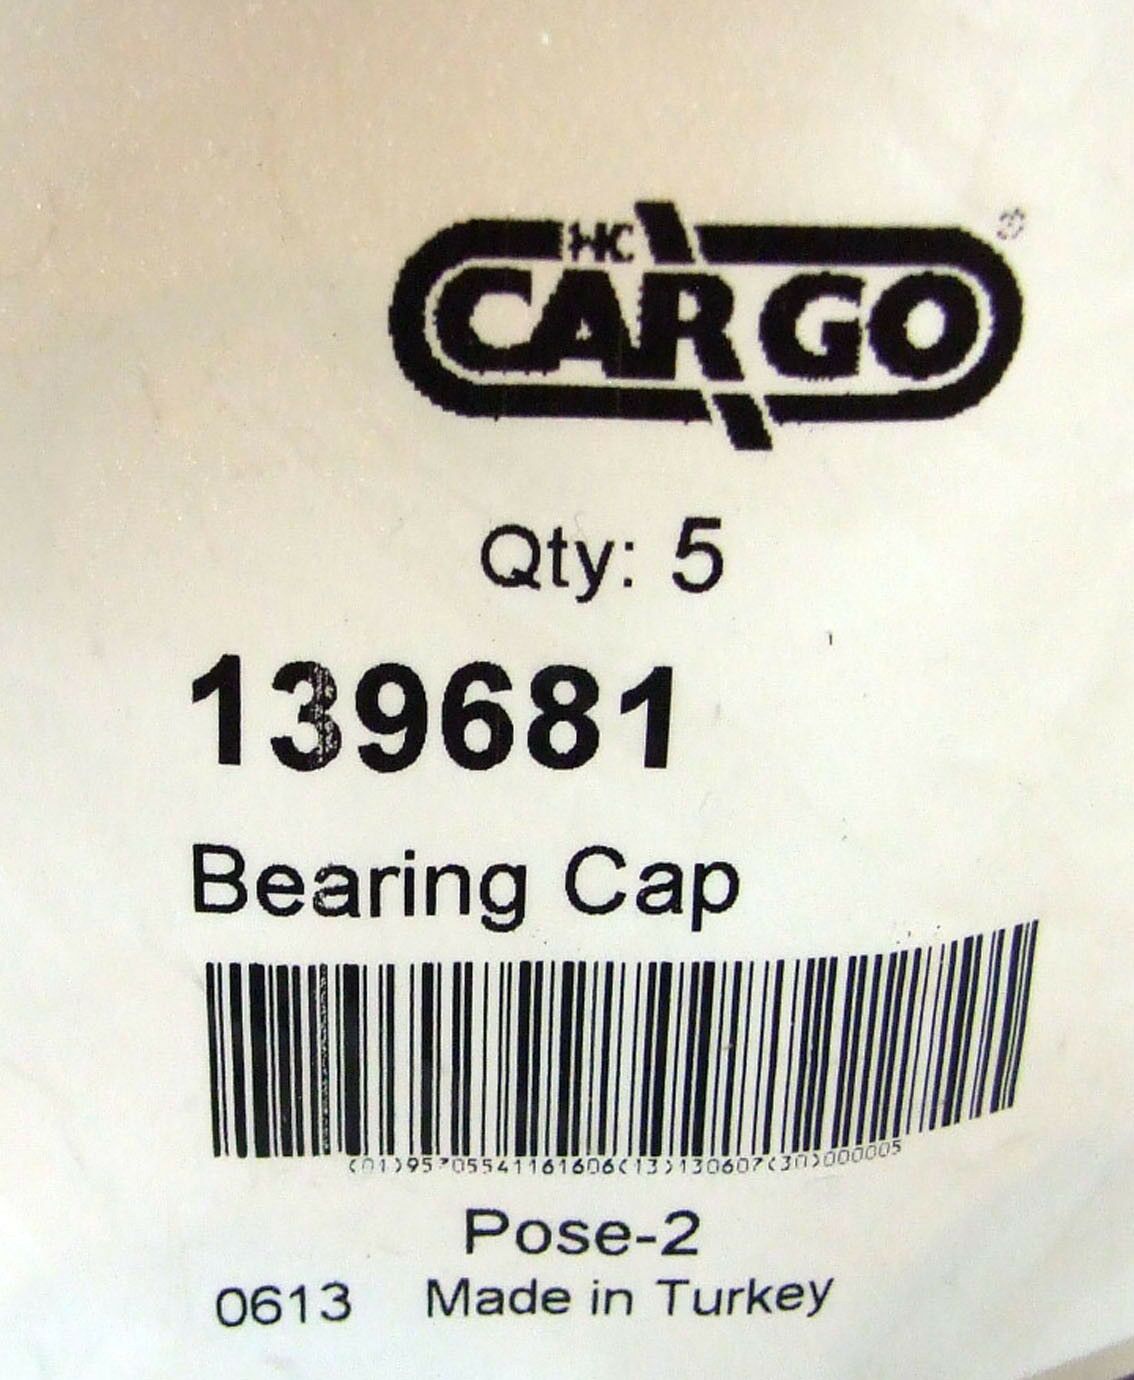 HC
CARGO
Qty: 5
139681
Bearing Cap
(01)95705541161606(13)130607(30)000005
Pose-2
0613 Made in Turkey